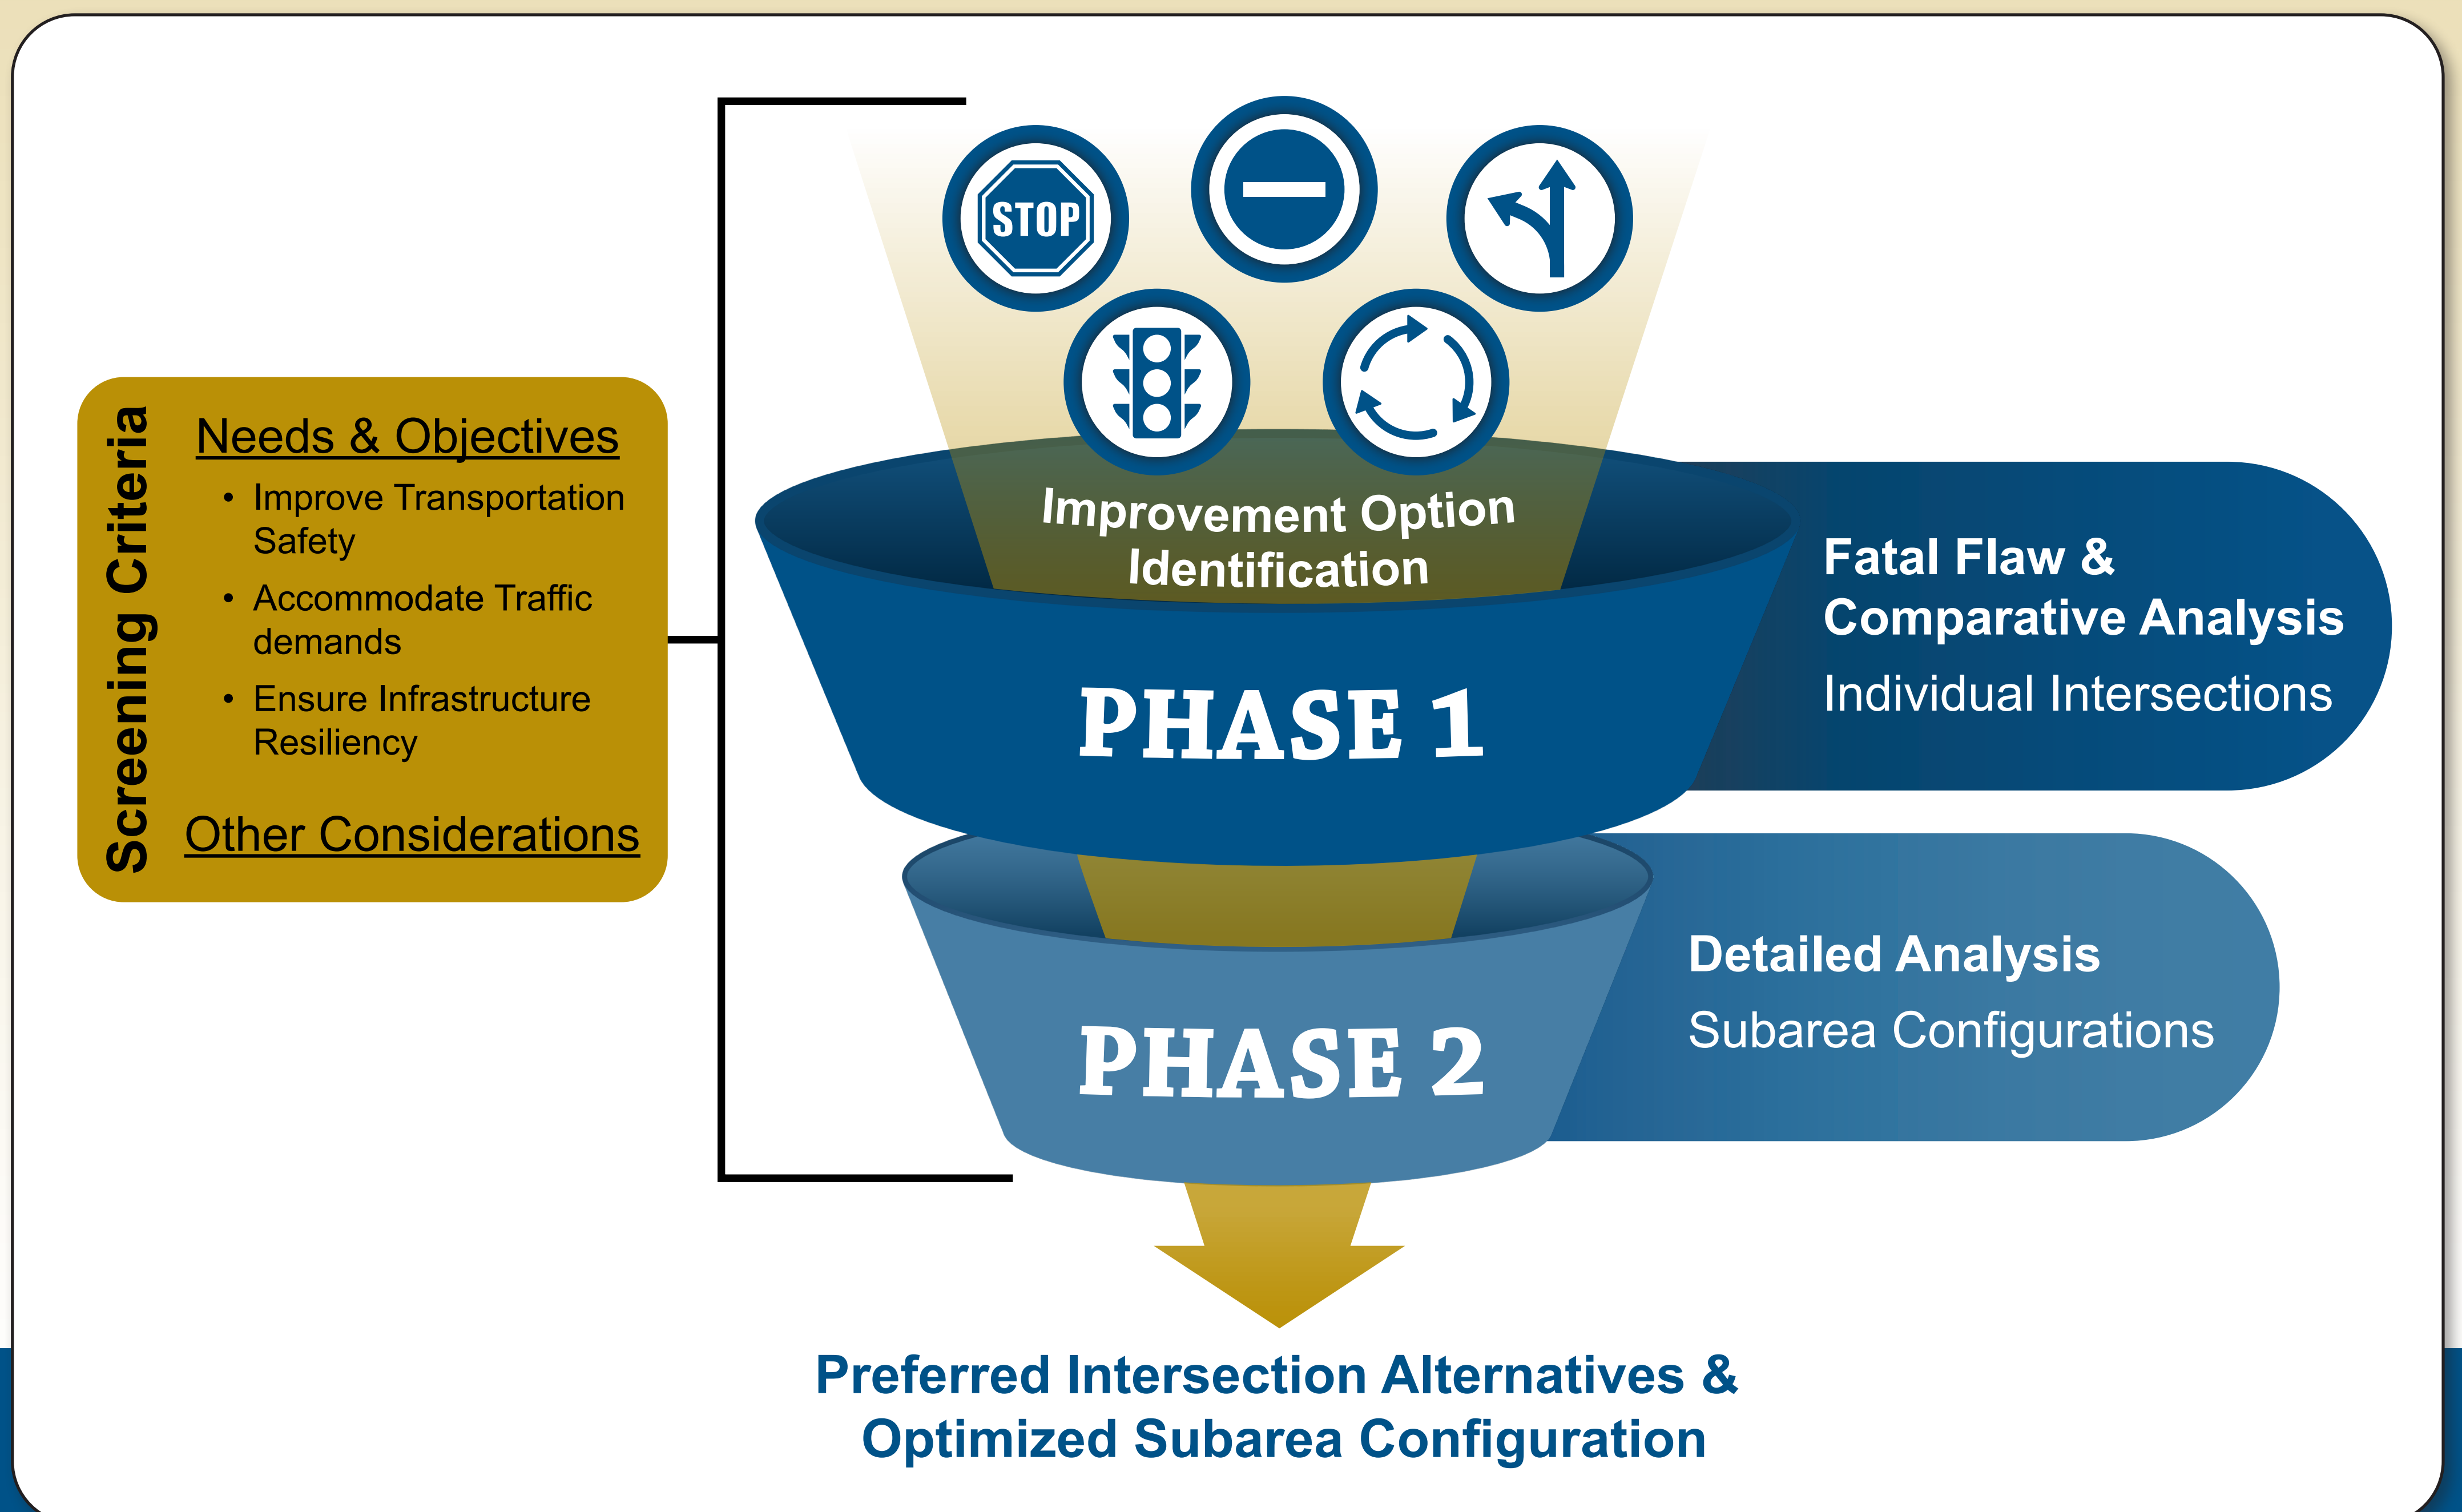 STOP
Screening Criteria
Needs & Objectives
• Improve Transportation
Safety
• Accommodate Traffic
demands
• Ensure Infrastructure
Resiliency
Other Considerations
Improvement Option
Identification
PHASE 1
Fatal Flaw &
Comparative Analysis
Individual Intersections
PHASE 2
Detailed Analysis
Subarea Configurations
Preferred Intersection Alternatives &
Optimized Subarea Configuration